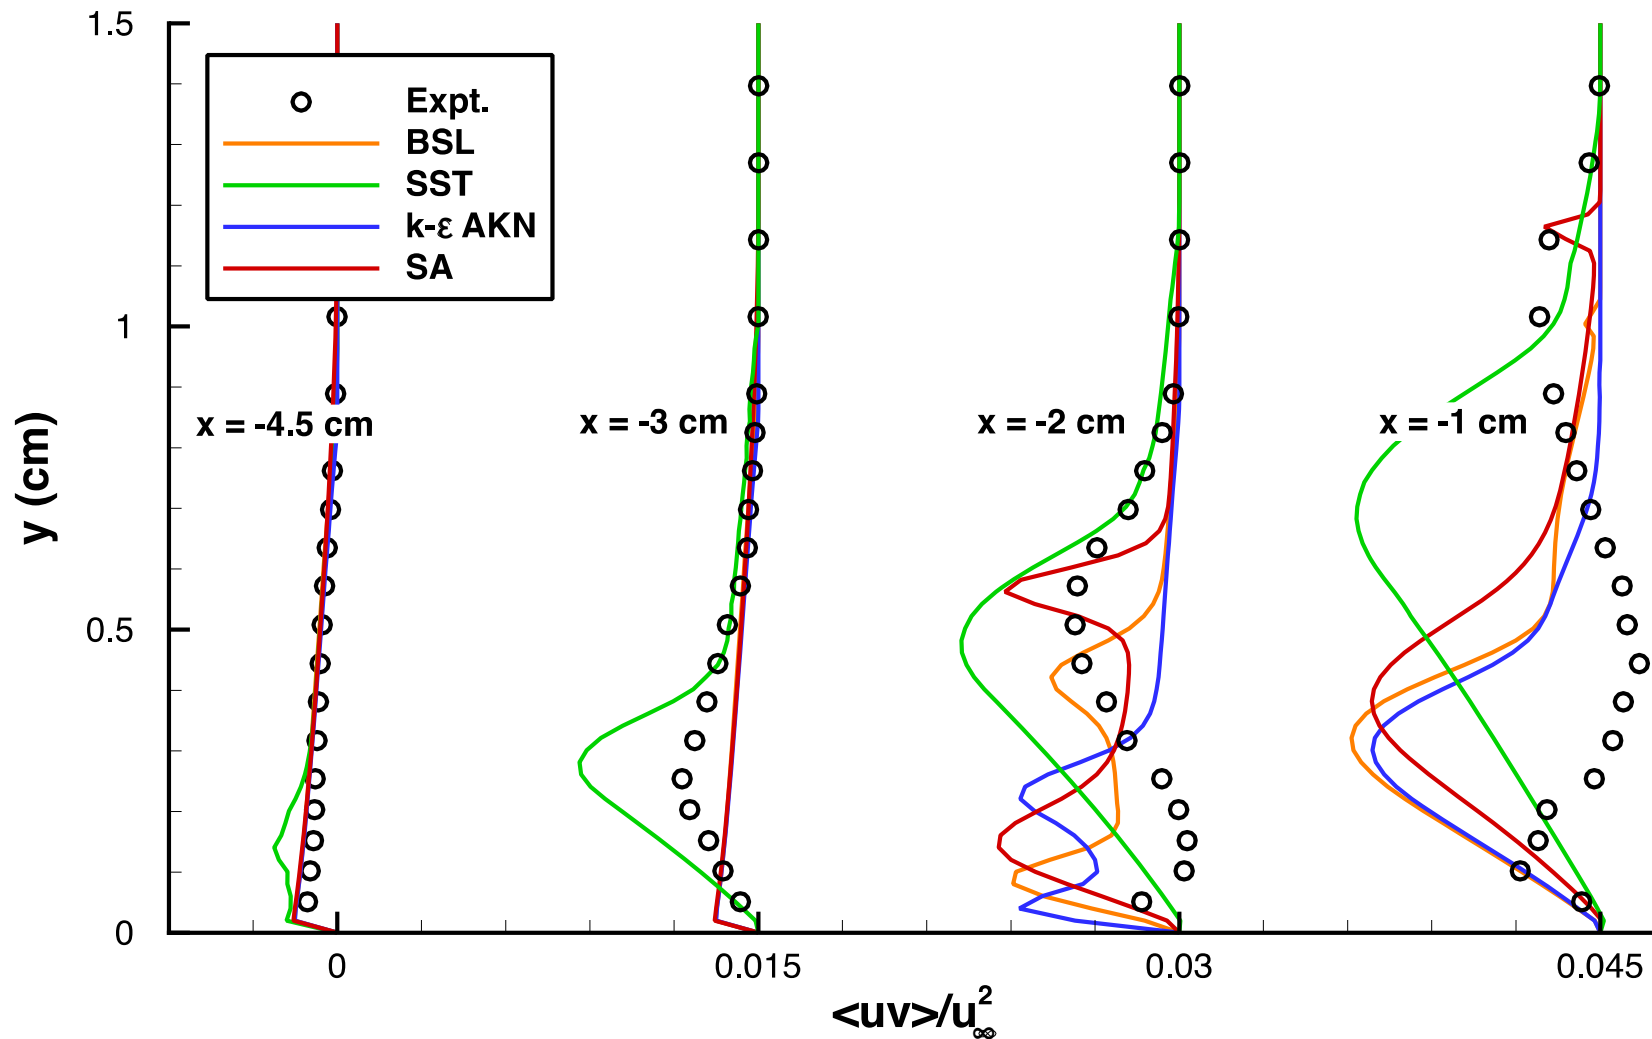 1.5
Expt.
BSL
SST
k-ε AKN
SA
1
x = -4.5 cm
x = -3 cm
x = -2 cm
x = -1 cm
y (cm)
0.5
0
0
0.015
0.03
0.045
<uv>/u²∞